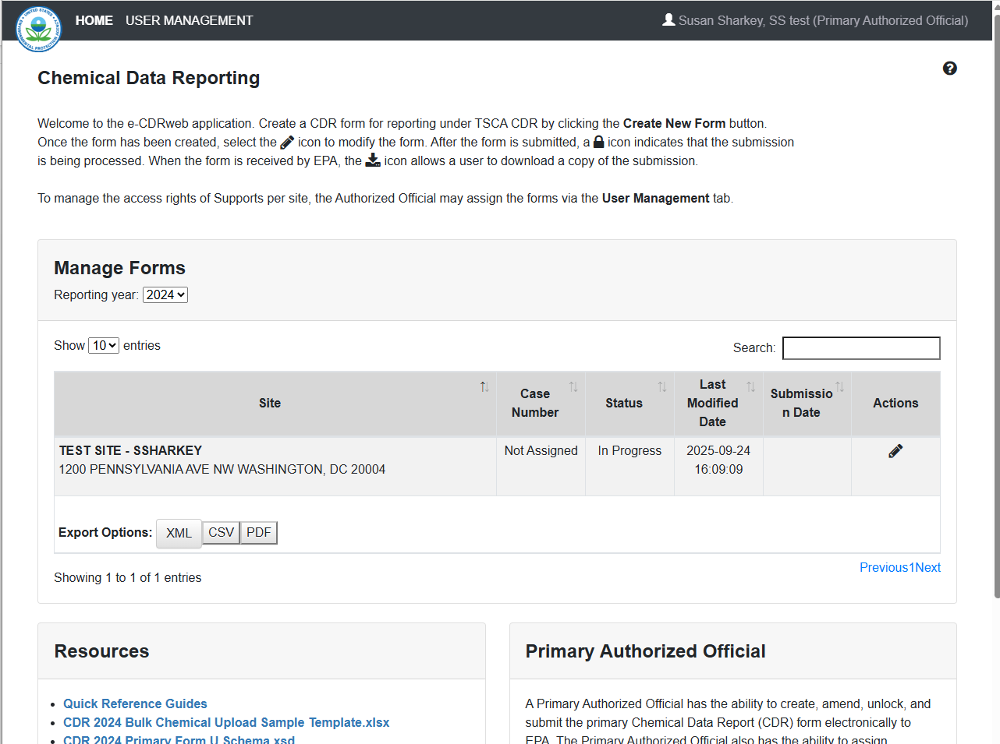 HOME USER MANAGEMENT Susan Sharkey, SS test (Primary Authorized Official)
Chemical Data Reporting
Welcome to the e-CDRweb application. Create a CDR form for reporting under TSCA CDR by clicking the Create New Form button.
Once the form has been created, select the icon to modify the form. After the form is submitted, a icon indicates that the submission
is being processed. When the form is received by EPA, the icon allows a user to download a copy of the submission.
To manage the access rights of Supports per site, the Authorized Official may assign the forms via the User Management tab.
Manage Forms
Reporting year: 2024
Show 10 entries
Search:
Site
Case
Number
Status
Last
Modified
Date
Submissio
n Date
Actions
TEST SITE - SSHARKEY
1200 PENNSYLVANIA AVE NW WASHINGTON, DC 20004
Not Assigned
In Progress
2025-09-24
16:09:09
Export Options: XML CSV PDF
Previous1Next
Showing 1 to 1 of 1 entries
Resources
Quick Reference Guides
CDR 2024 Bulk Chemical Upload Sample Template.xlsx
CDR 2024 Primary Form U Schema.xsd
Primary Authorized Official
A Primary Authorized Official has the ability to create, amend, unlock, and
submit the primary Chemical Data Report (CDR) form electronically to
EPA. The Primary Authorized Official also has the ability to assign